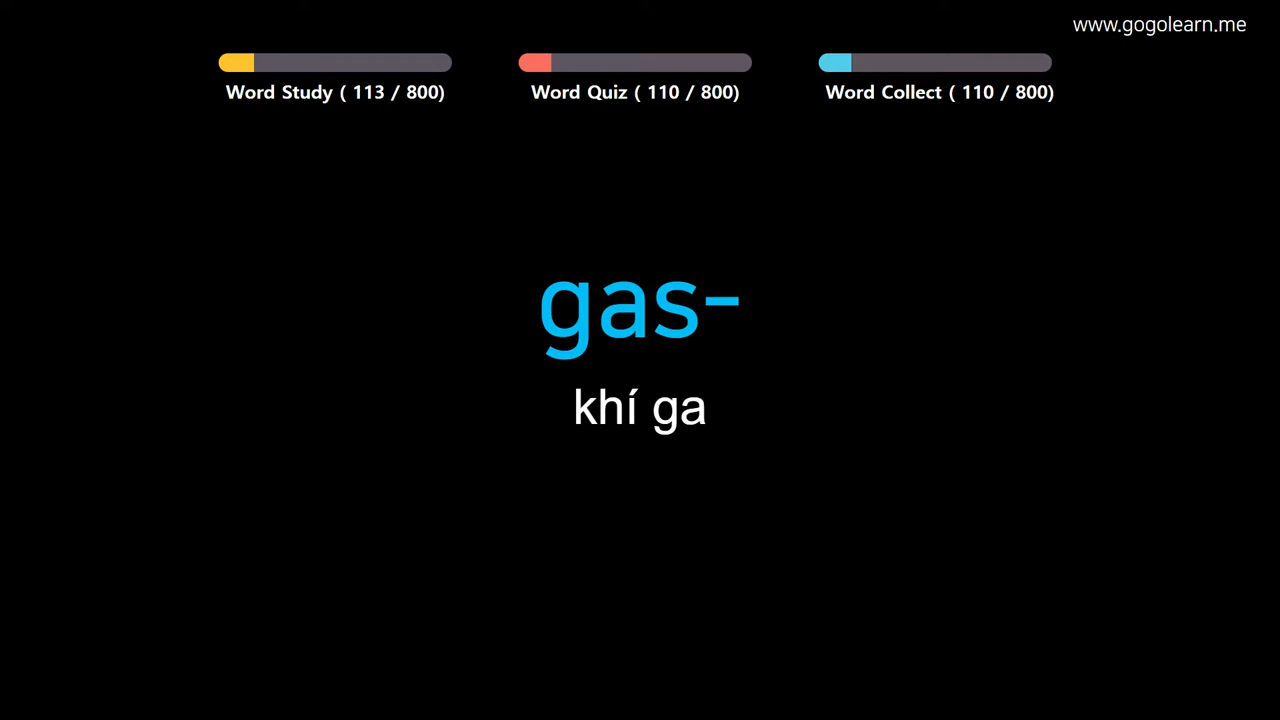 www.gogolearn.me
Word Study ( 113 / 800)
Word Quiz ( 110 / 800)
Word Collect ( 110 / 800)
gas-
khí ga